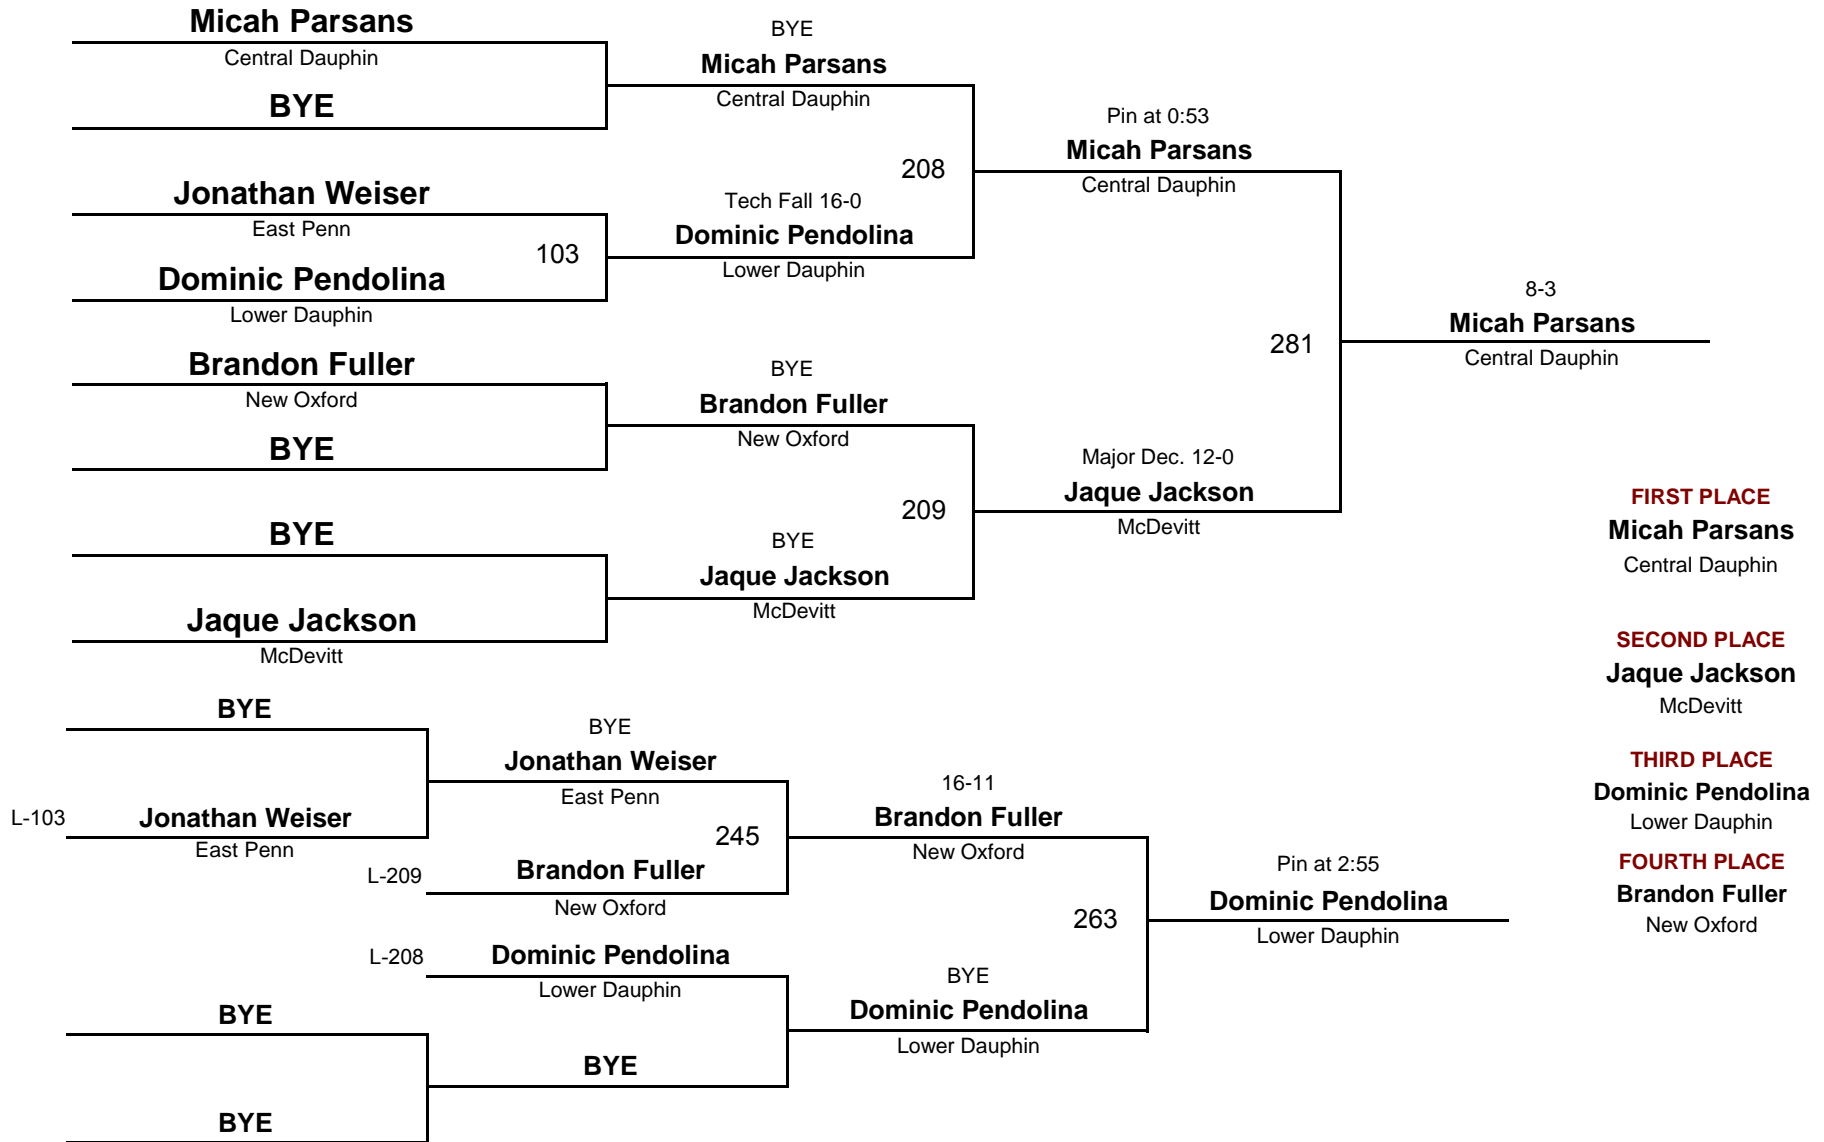 Micah Parsans
Central Dauphin
BYE
Jonathan Weiser
East Penn
103
Dominic Pendolina
Lower Dauphin
Brandon Fuller
New Oxford
BYE
BYE
Jaque Jackson
McDevitt
BYE
Micah Parsans
Central Dauphin
208
Tech Fall 16-0
Dominic Pendolina
Lower Dauphin
BYE
Brandon Fuller
New Oxford
209
BYE
Jaque Jackson
McDevitt
Pin at 0:53
Micah Parsans
Central Dauphin
281
Major Dec. 12-0
Jaque Jackson
McDevitt
8-3
Micah Parsans
Central Dauphin
FIRST PLACE
Micah Parsans
Central Dauphin
SECOND PLACE
Jaque Jackson
McDevitt
THIRD PLACE
Dominic Pendolina
Lower Dauphin
FOURTH PLACE
Brandon Fuller
New Oxford
BYE
L-103 Jonathan Weiser
East Penn
BYE
BYE
BYE
Jonathan Weiser
East Penn
245
L-209 Brandon Fuller
New Oxford
L-208 Dominic Pendolina
Lower Dauphin
BYE
16-11
Brandon Fuller
New Oxford
263
BYE
Dominic Pendolina
Lower Dauphin
Pin at 2:55
Dominic Pendolina
Lower Dauphin